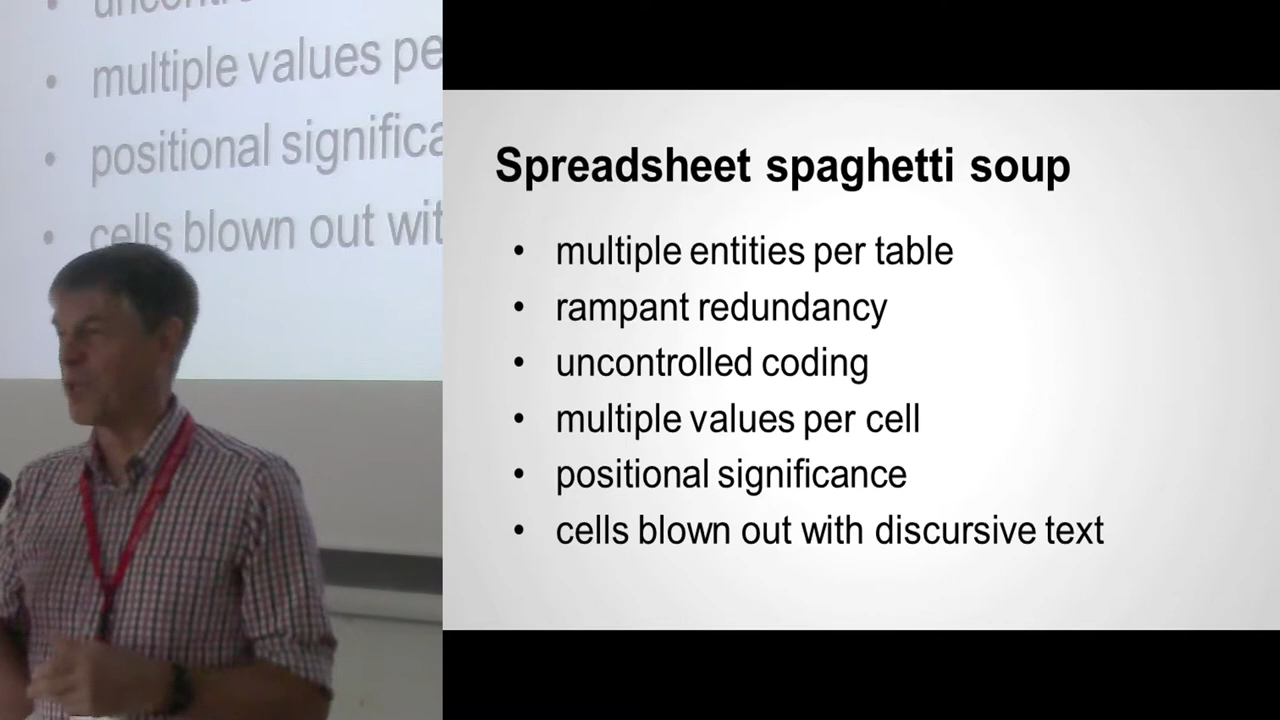 uncontro
multiple values pe
positional significa
cells blown out wit
Spreadsheet spaghetti soup
• multiple entities per table
• rampant redundancy
• uncontrolled coding
• multiple values per cell
• positional significance
• cells blown out with discursive text